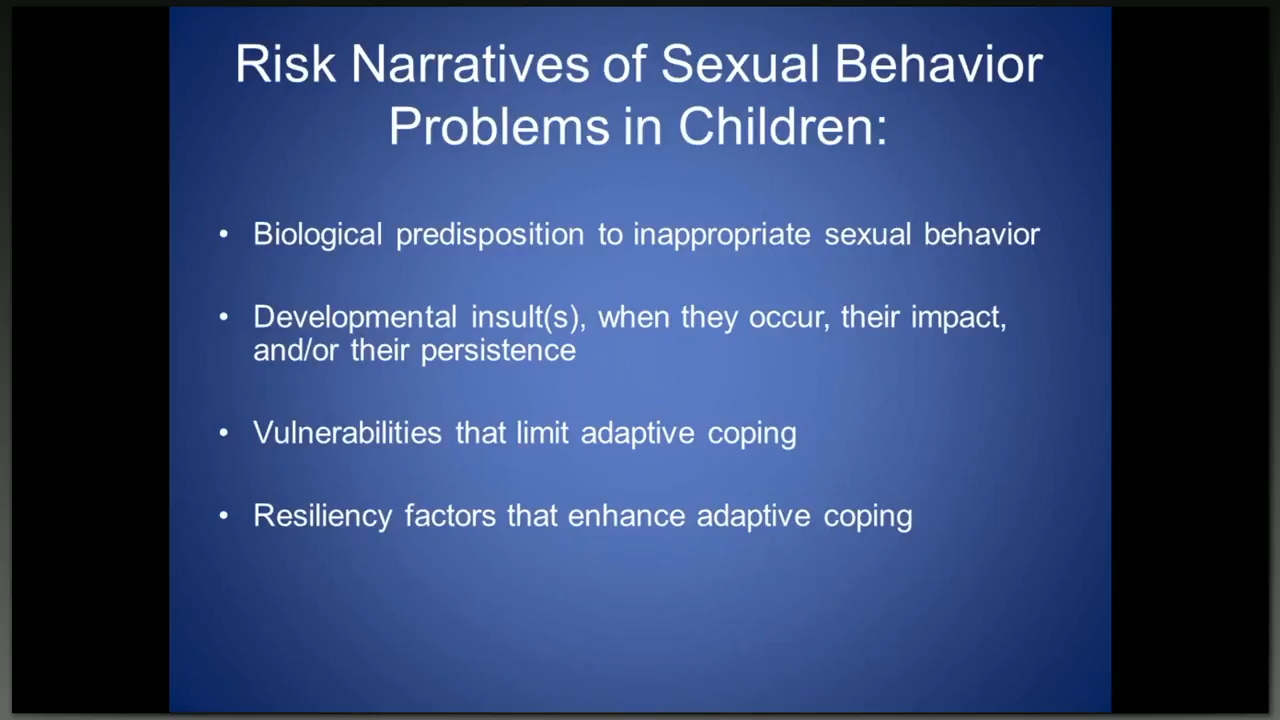 Risk Narratives of Sexual Behavior
Problems in Children:
• Biological predisposition to inappropriate sexual behavior
• Developmental insult(s), when they occur, their impact,
and/or their persistence
• Vulnerabilities that limit adaptive coping
• Resiliency factors that enhance adaptive coping